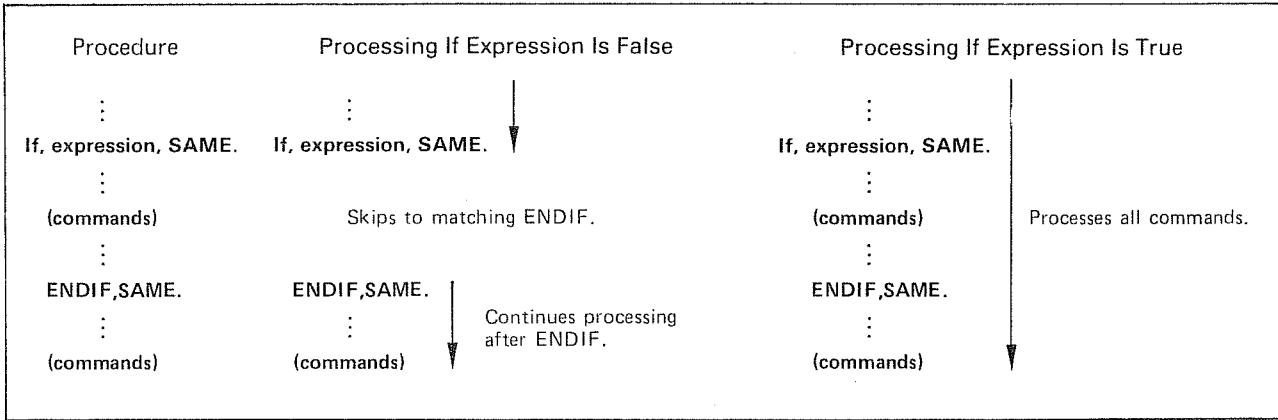 Procedure Processing If Expression Is False Processing If Expression Is True
If, expression, SAME. If, expression, SAME. If, expression, SAME.
(commands) Skips to matching ENDIF. (commands) Processes all commands.
ENDIF,SAME. ENDIF,SAME. ENDIF,SAME.
Continues processing
after ENDIF.
(commands) (commands) (commands)